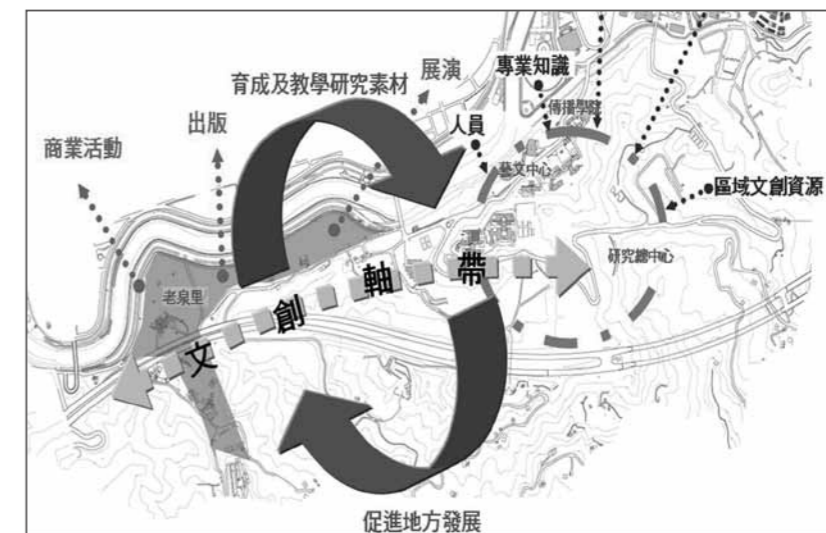 育成及教學研究素材
展演
專業知識
傳播學院
出版
人員
商業活動
藝文中心
區域文創資源
研究總中心
老泉里
文創軸帶
促進地方發展